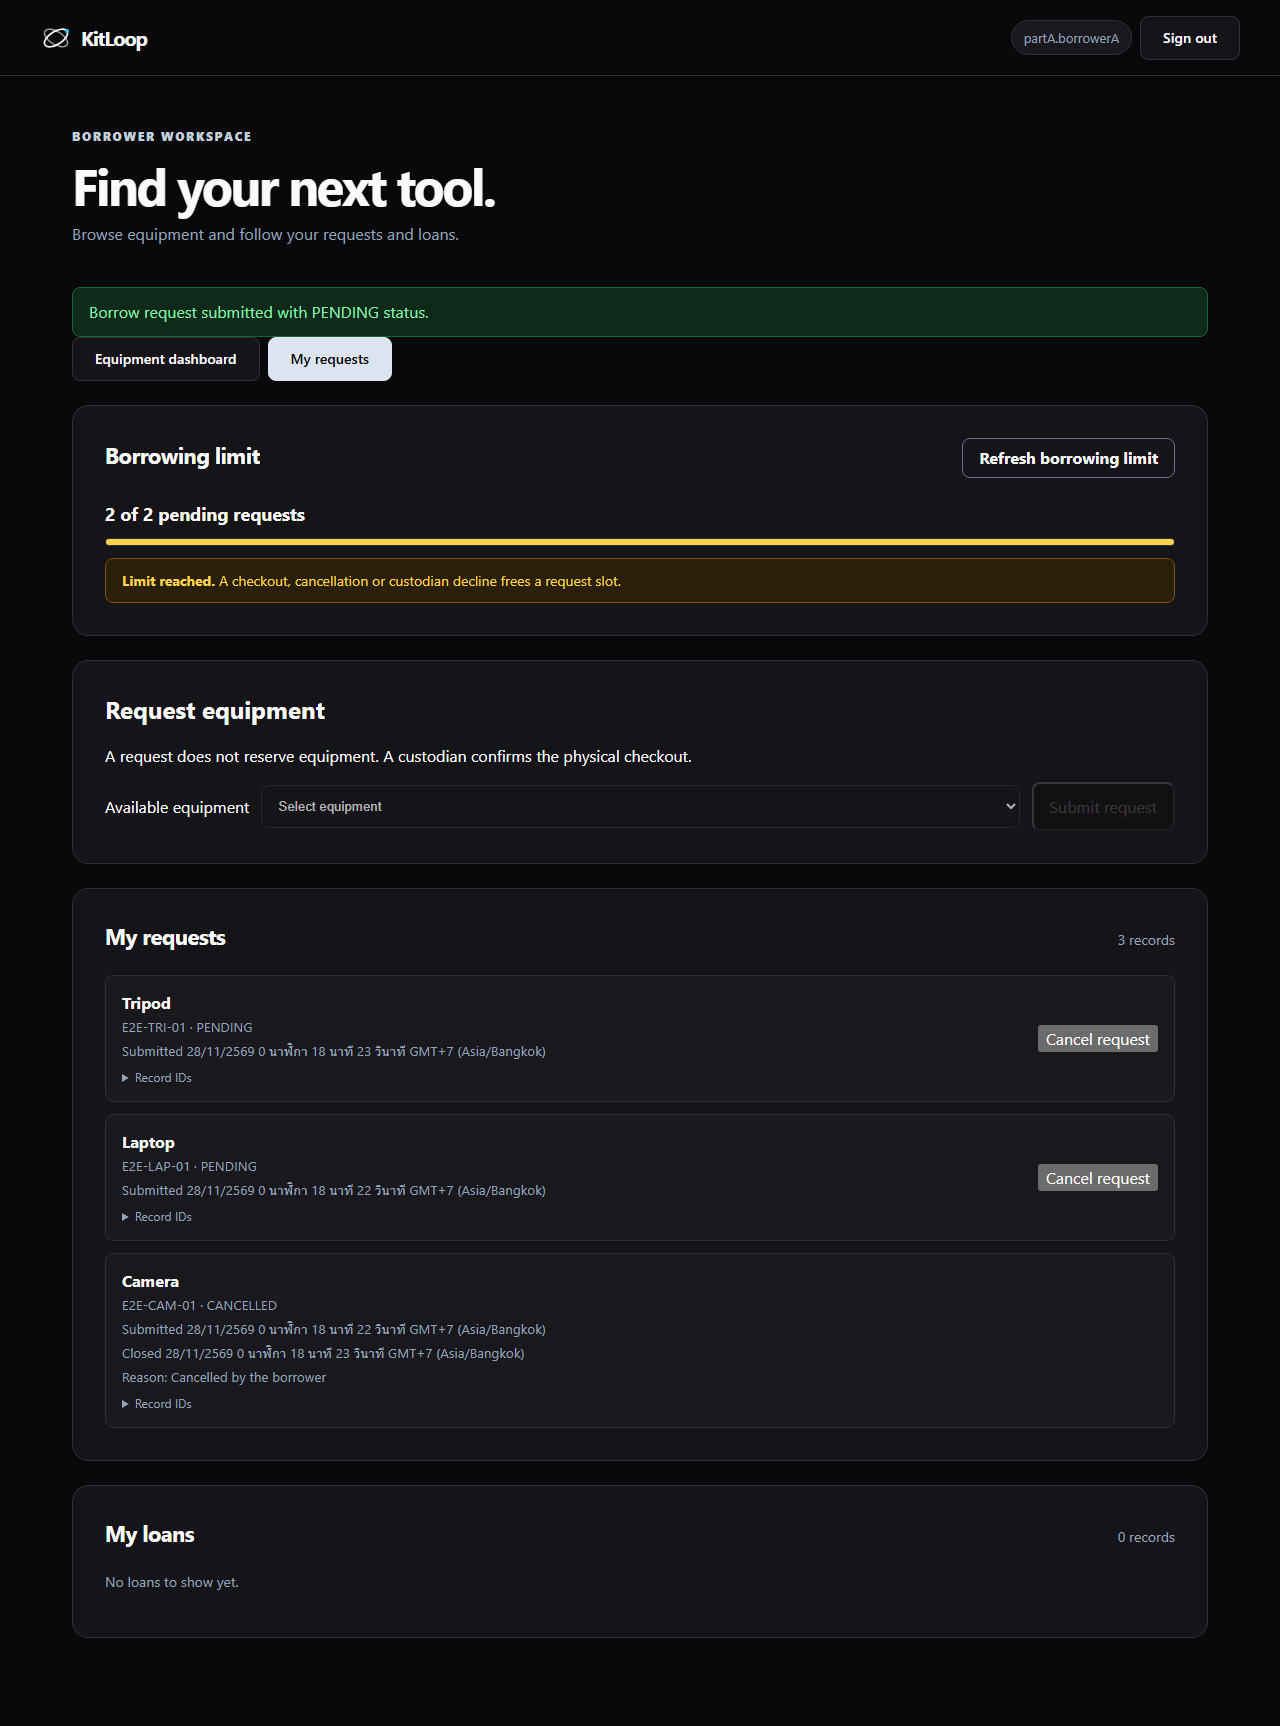 KitLoop
partA.borrowerA
Sign out
BORROWER WORKSPACE
Find your next tool.
Browse equipment and follow your requests and loans.
Borrow request submitted with PENDING status.
Equipment dashboard
My requests
Borrowing limit
Refresh borrowing limit
2 of 2 pending requests
Limit reached. A checkout, cancellation or custodian decline frees a request slot.
Request equipment
A request does not reserve equipment. A custodian confirms the physical checkout.
Available equipment
Select equipment
Submit request
My requests
3 records
Tripod
E2E-TRI-01 · PENDING
Submitted 28/11/2569 0 นาฬิกา 18 นาที 23 วินาที GMT+7 (Asia/Bangkok)
Record IDs
Cancel request
Laptop
E2E-LAP-01 · PENDING
Submitted 28/11/2569 0 นาฬิกา 18 นาที 22 วินาที GMT+7 (Asia/Bangkok)
Record IDs
Cancel request
Camera
E2E-CAM-01 · CANCELLED
Submitted 28/11/2569 0 นาฬิกา 18 นาที 22 วินาที GMT+7 (Asia/Bangkok)
Closed 28/11/2569 0 นาฬิกา 18 นาที 23 วินาที GMT+7 (Asia/Bangkok)
Reason: Cancelled by the borrower
Record IDs
My loans
0 records
No loans to show yet.